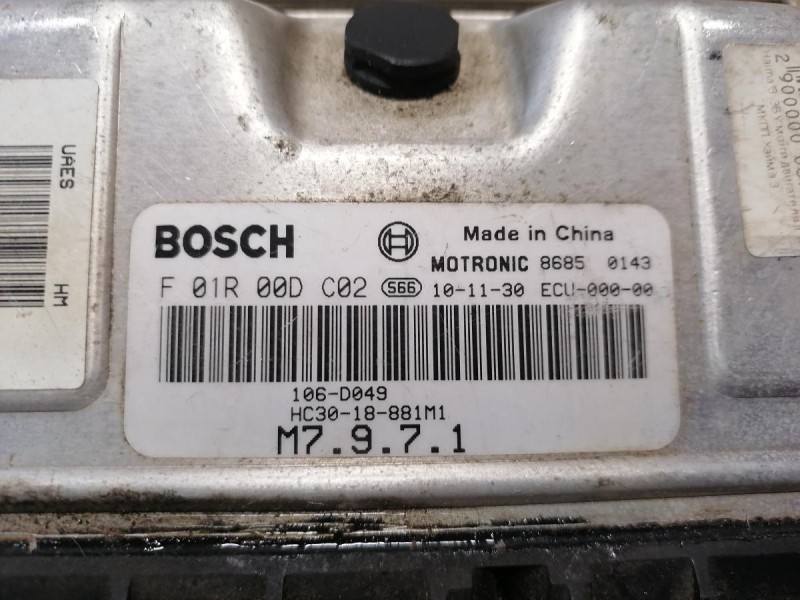 BOSCH
Made in China
MOTRONIC 8685 0143
F 01R 00D C02 S66 10-11-30 ECU-000-00
106-D049
HC30-18-881M1
M7.9.7.1
UAES
HM
2900000